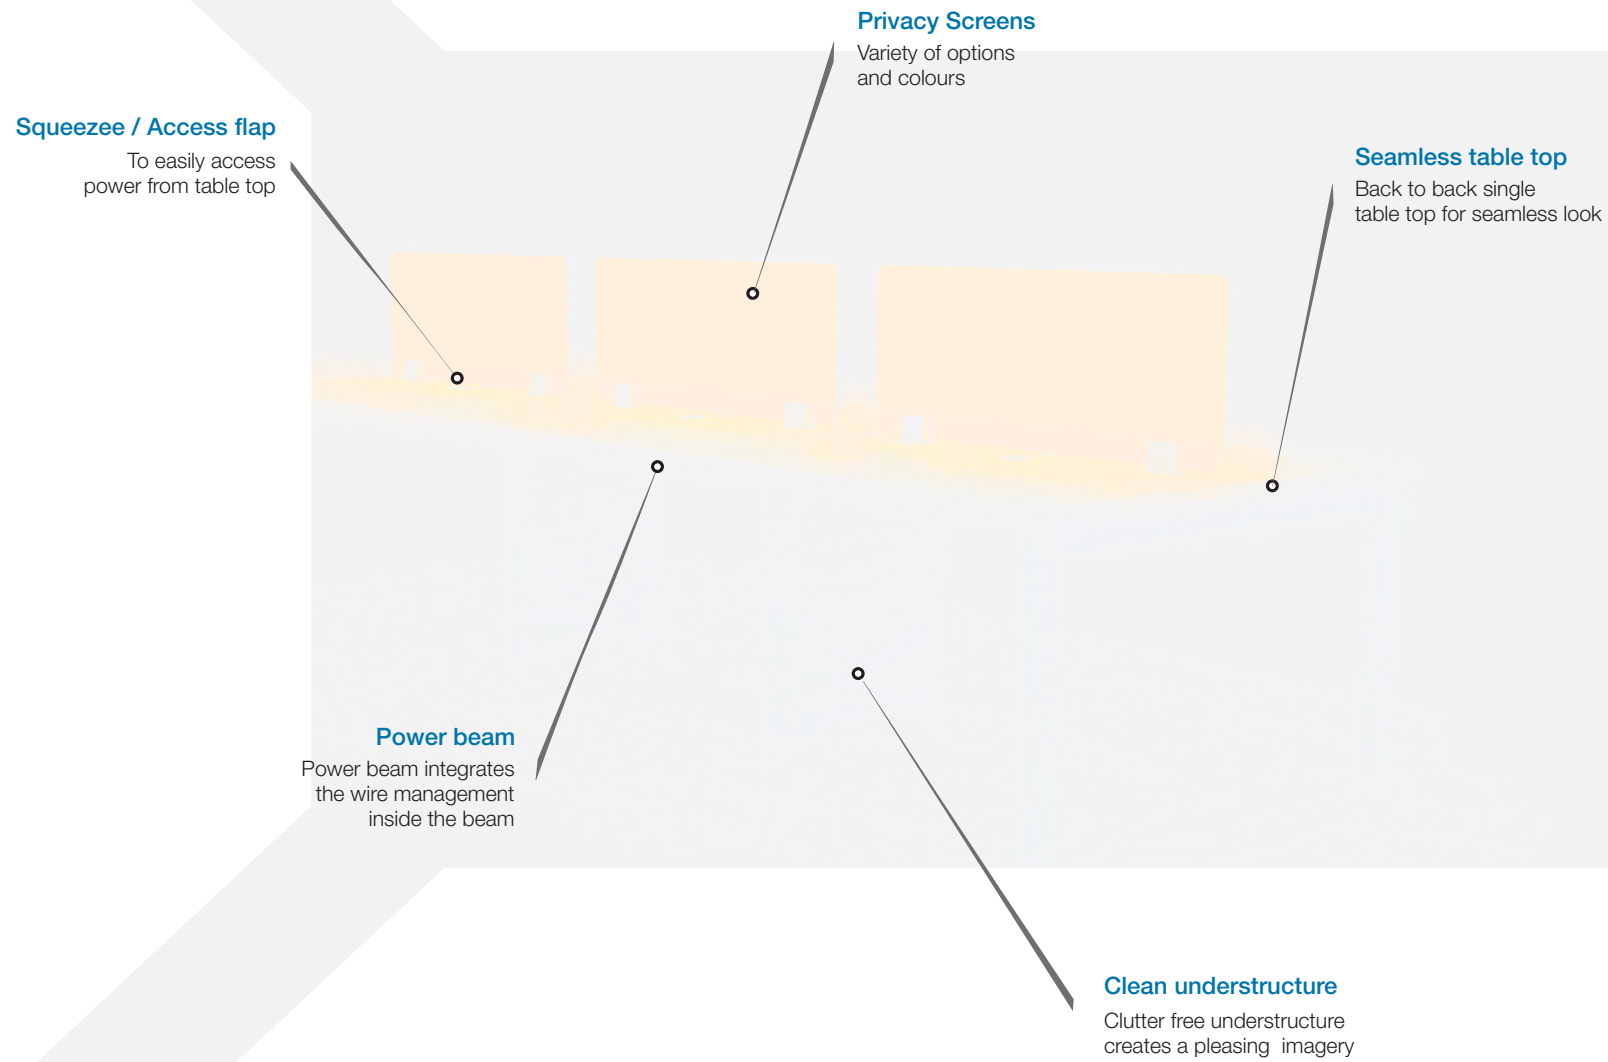 Privacy Screens
Variety of options
and colours
Squeezee / Access flap
To easily access
power from table top
Seamless table top
Back to back single
table top for seamless look
Power beam
Power beam integrates
the wire management
inside the beam
Clean understructure
Clutter free understructure
creates a pleasing  imagery